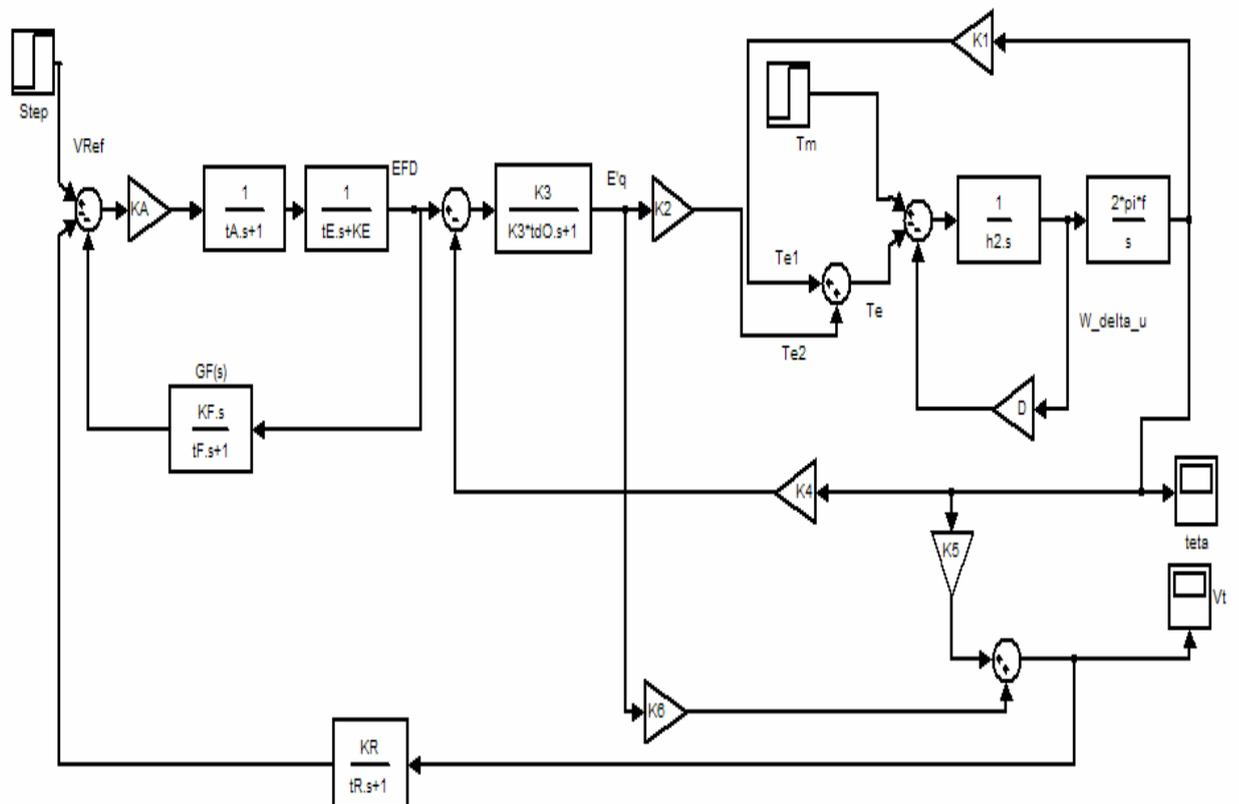 Step
VRef
KA
1
tA.s+1
1
tE.s+KE
EFD
K3
K3*tdO.s+1
E'q
K2
K1
Tm
Te1
Te2
Te
1
h2.s
2*pi*f
s
W_delta_u
D
GF(s)
KF.s
tF.s+1
K4
K5
teta
Vt
K6
KR
tR.s+1